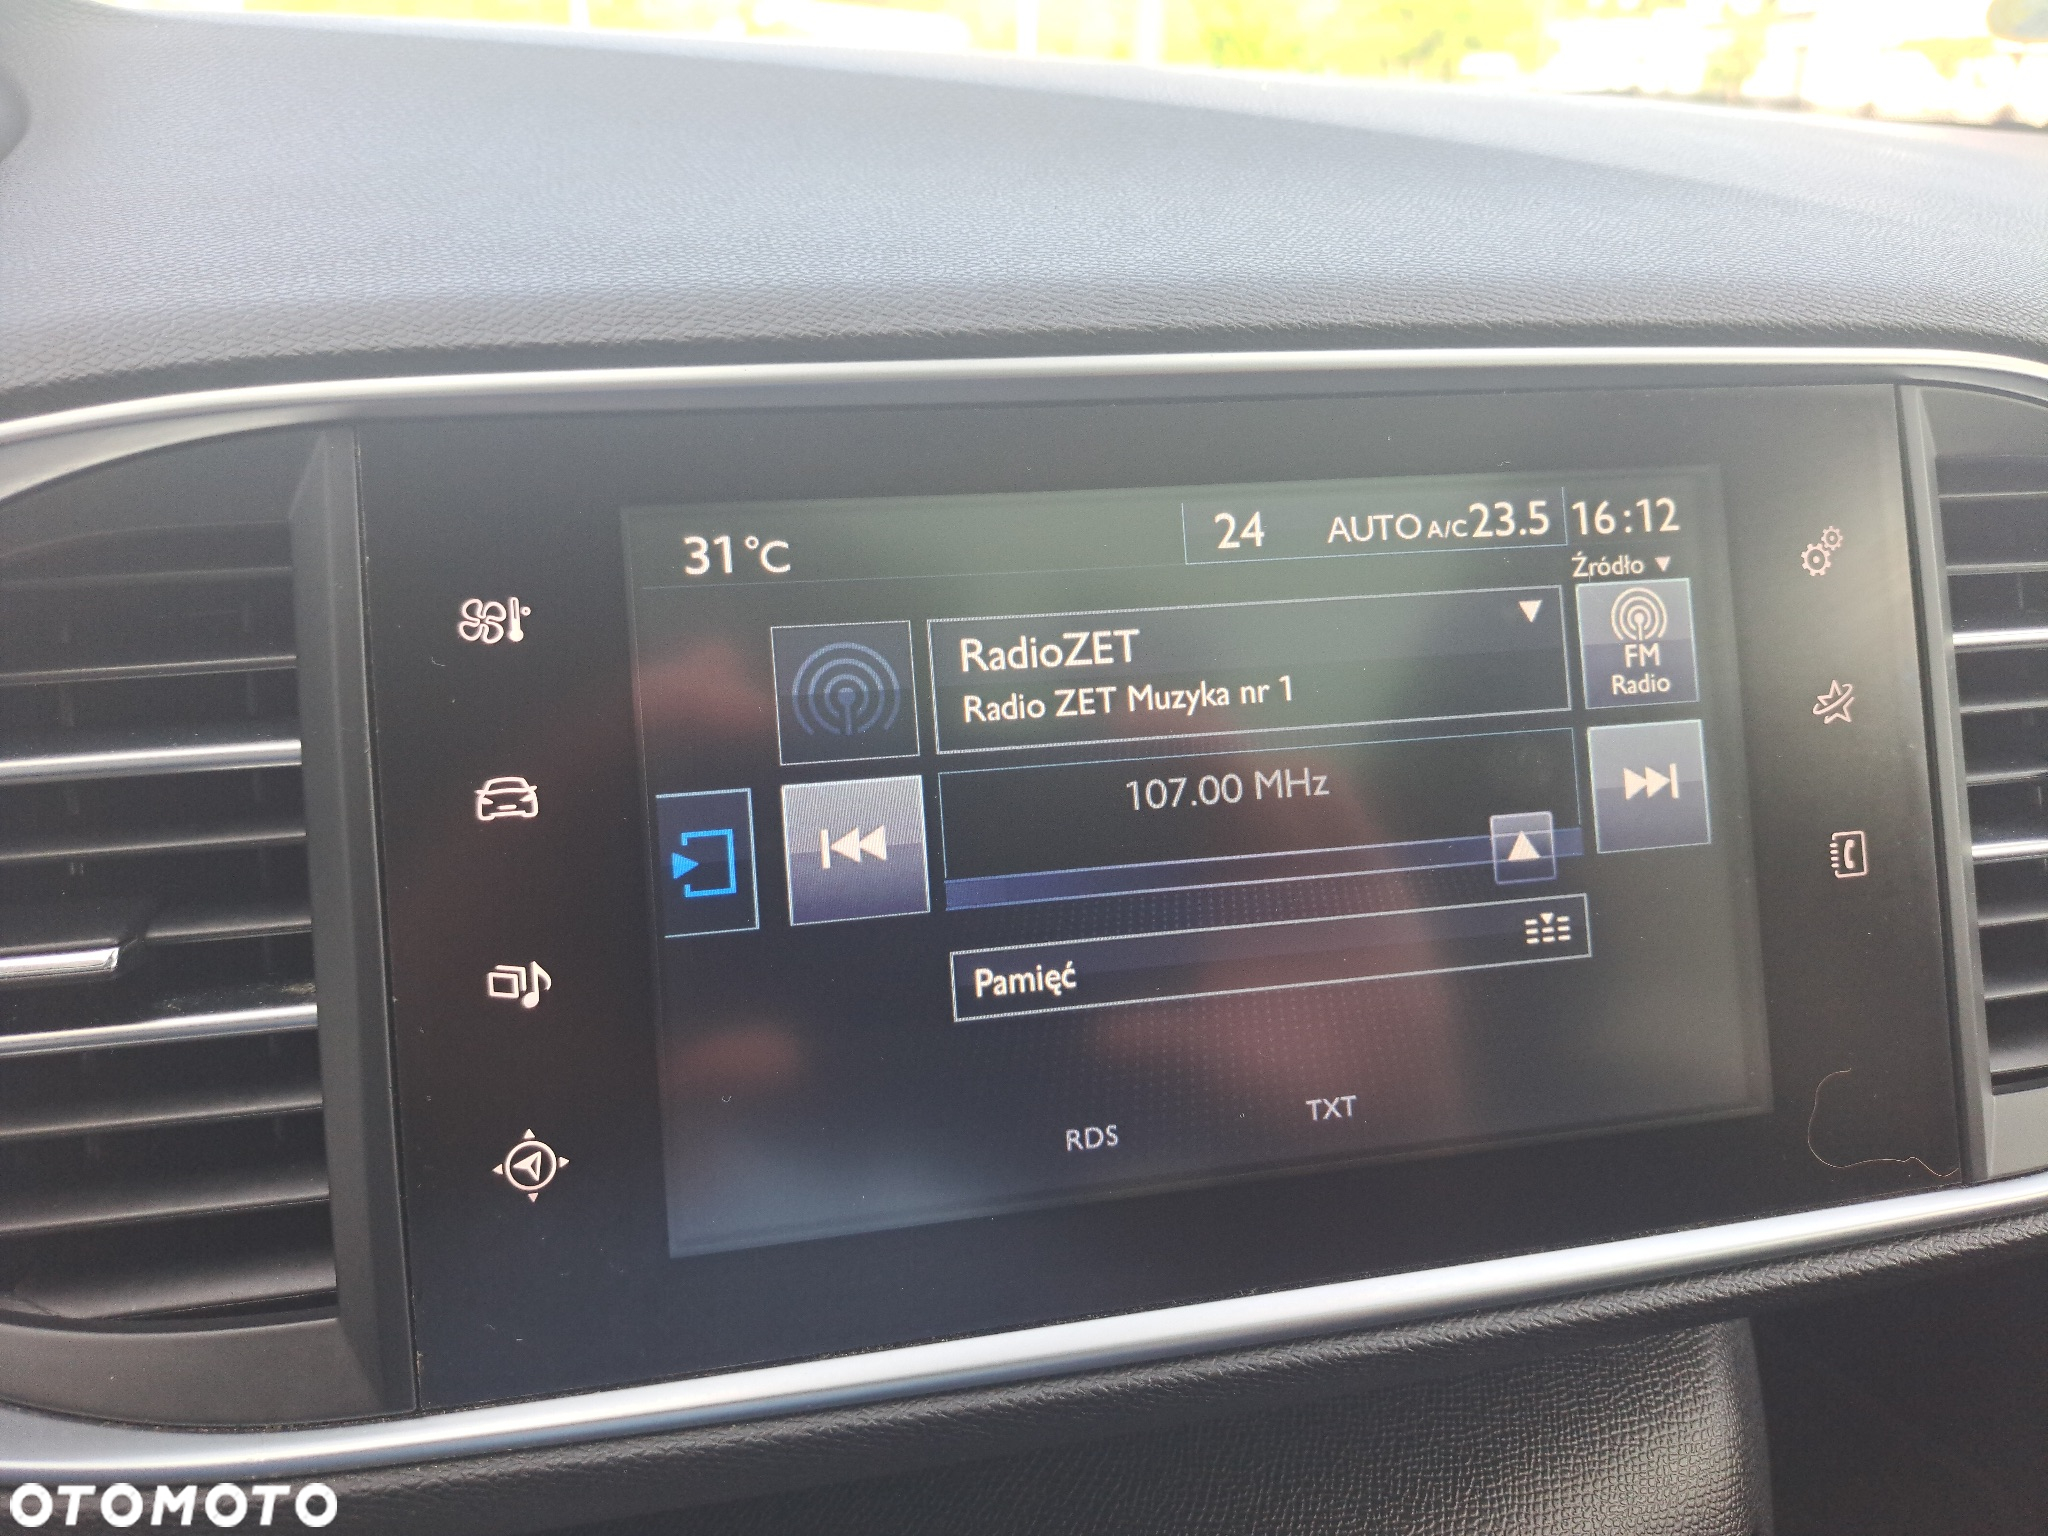 31 °C
24
AUTO A/C 23.5
16:12
Źródło
RadioZET
Radio ZET Muzyka nr 1
FM
Radio
107.00 MHz
Pamięć
RDS
TXT
OTOMOTO